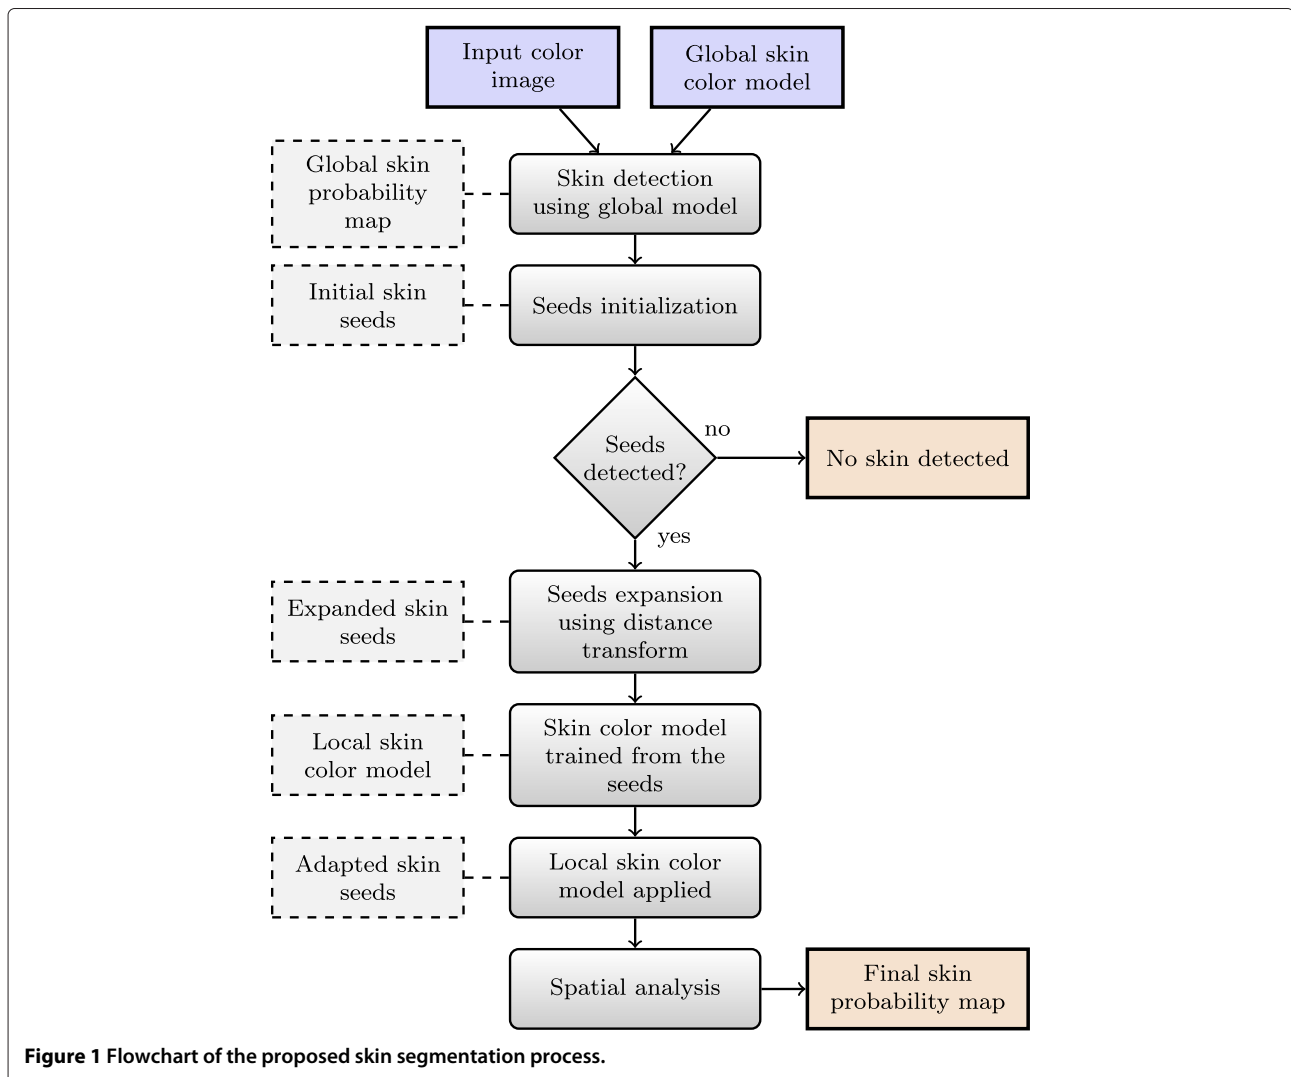 Input color
image
Global skin
color model
Global skin
probability
map
Skin detection
using global model
Initial skin
seeds
Seeds initialization
Seeds
detected?
no
No skin detected
yes
Expanded skin
seeds
Seeds expansion
using distance
transform
Local skin
color model
Skin color model
trained from the
seeds
Adapted skin
seeds
Local skin color
model applied
Spatial analysis
Final skin
probability map
Figure 1 Flowchart of the proposed skin segmentation process.